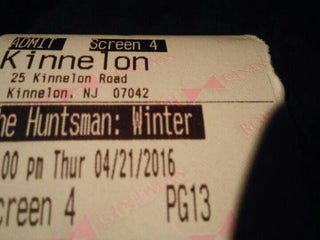 ADMIT Screen 4
Kinnelon
25 Kinnelon Road
Kinnelon, NJ 07042
he Huntsman: Winter
:00 pm Thur 04/21/2016
creen 4 PG13